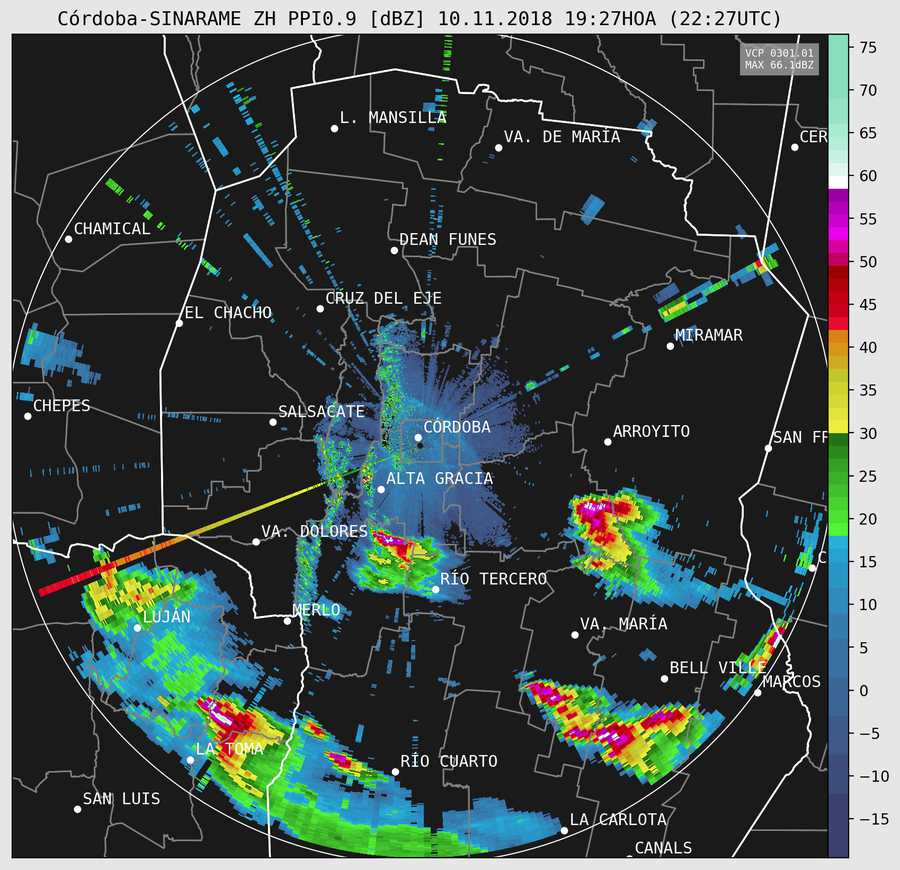 Córdoba-SINARAME ZH PPI0.9 [dBZ] 10.11.2018 19:27HOA (22:27UTC)
VCP 0301.01
MAX 66.1dBZ
L. MANSILLA
VA. DE MARÍA
CER
CHAMICAL
DEAN FUNES
CRUZ DEL EJE
EL CHACHO
MIRAMAR
CHEPES
SALSACATE
CÓRDOBA
ARROYITO
SAN FR
ALTA GRACIA
VA. DOLORES
C
RÍO TERCERO
MERLO
LUJÁN
VA. MARÍA
BELL VILLE
MARCOS
LA TOMA
RÍO CUARTO
SAN LUIS
LA CARLOTA
CANALS
75
70
65
60
55
50
45
40
35
30
25
20
15
10
5
0
−5
−10
−15